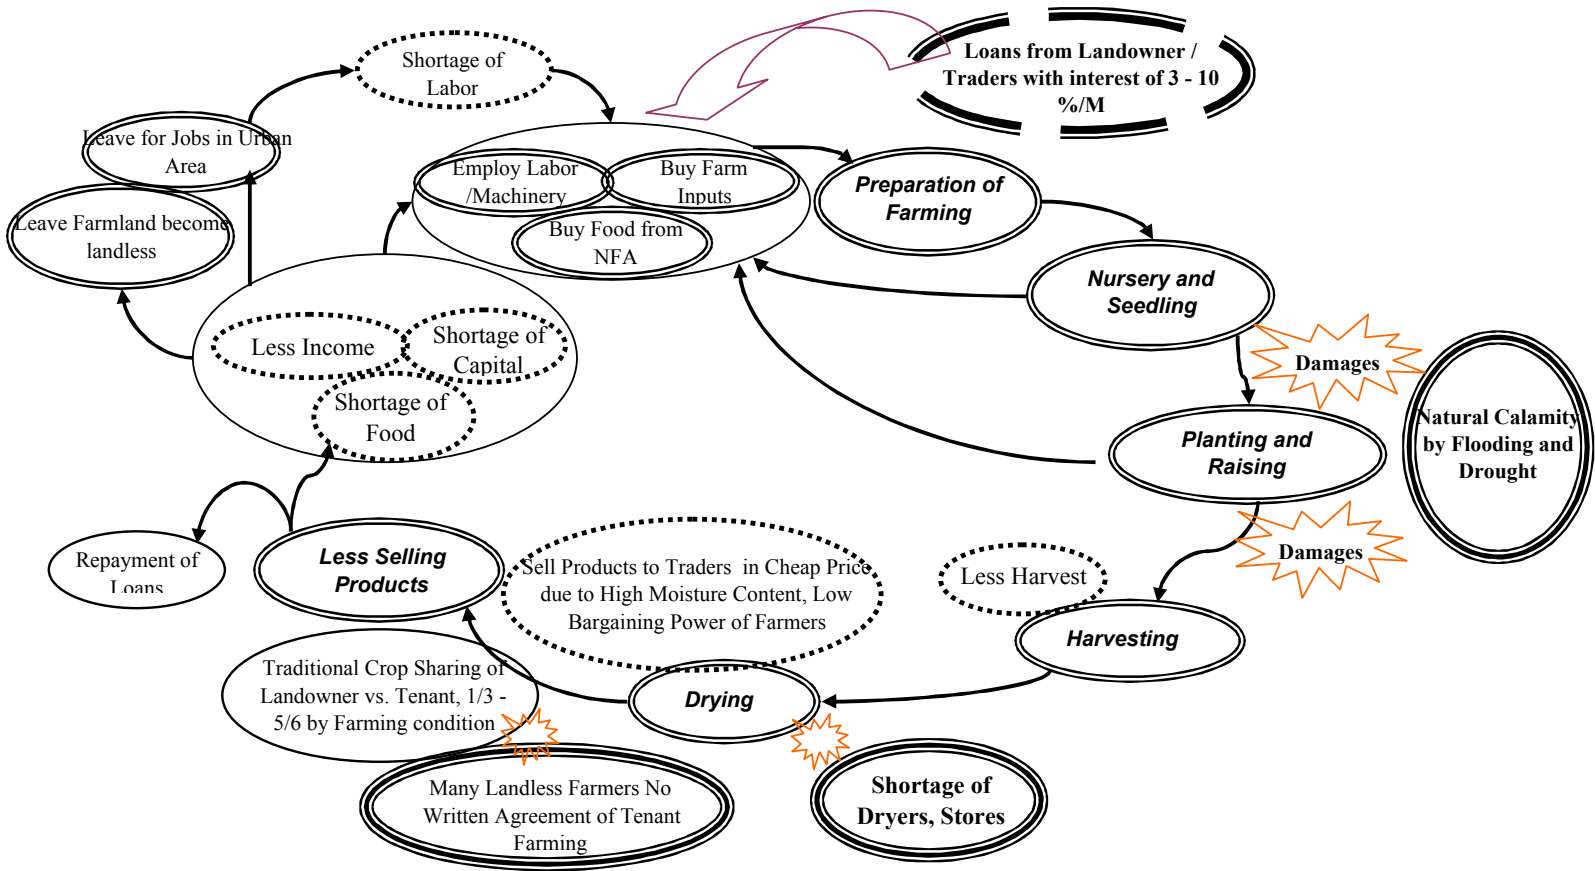 Loans from Landowner /
Traders with interest of 3 - 10
%/M
Shortage of
Labor
Leave for Jobs in Urban
Area
Employ Labor
/Machinery
Buy Farm
Inputs
Buy Food from
NFA
Preparation of
Farming
Leave Farmland become
landless
Nursery and
Seedling
Less Income
Shortage of
Capital
Shortage of
Food
Damages
Natural Calamity
by Flooding and
Drought
Planting and
Raising
Damages
Repayment of
Loans
Less Selling
Products
Sell Products to Traders in Cheap Price
due to High Moisture Content, Low
Bargaining Power of Farmers
Less Harvest
Harvesting
Traditional Crop Sharing of
Landowner vs. Tenant, 1/3 -
5/6 by Farming condition
Drying
Many Landless Farmers No
Written Agreement of Tenant
Farming
Shortage of
Dryers, Stores